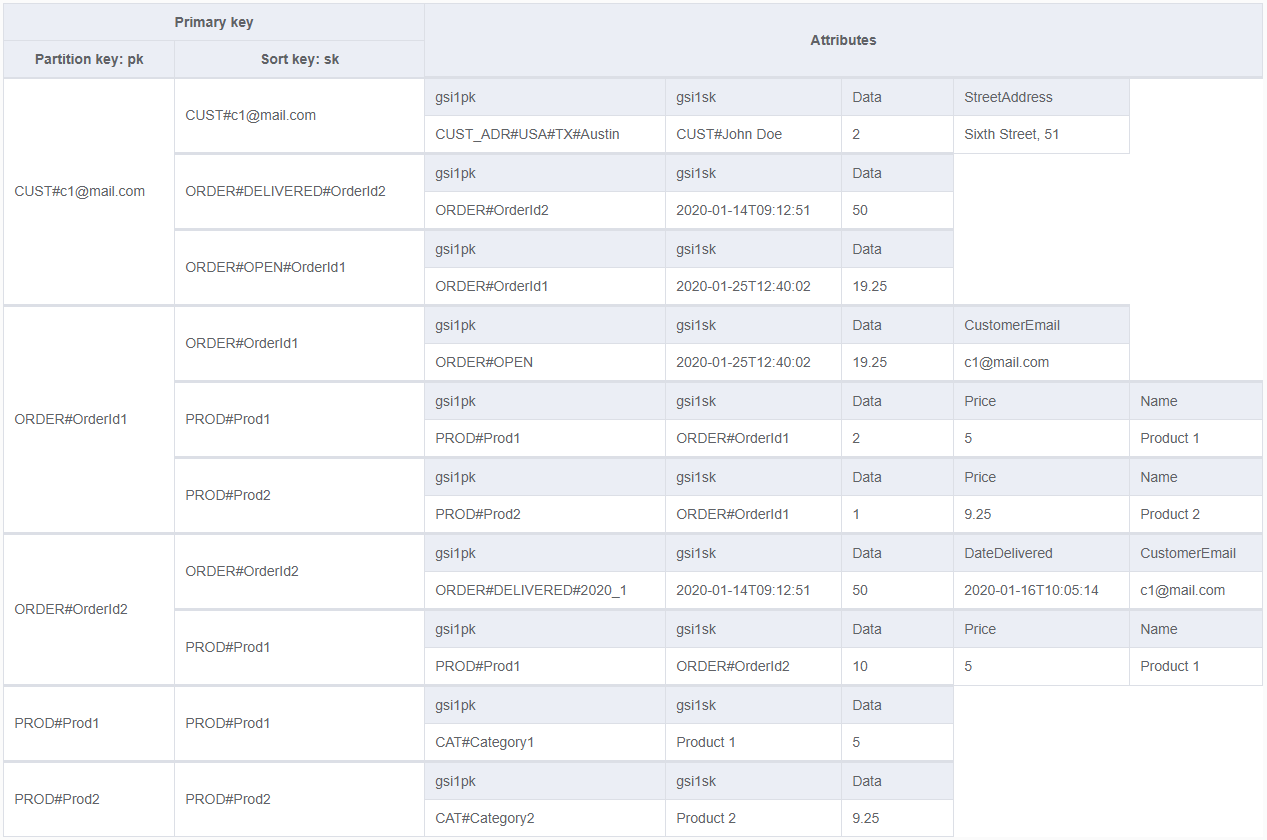 Primary key
Attributes
Partition key: pk Sort key: sk
gsi1pk gsi1sk Data StreetAddress
CUST#c1@mail.com
CUST_ADR#USA#TX#Austin CUST#John Doe 2 Sixth Street, 51
gsi1pk gsi1sk Data
CUST#c1@mail.com ORDER#DELIVERED#OrderId2
ORDER#OrderId2 2020-01-14T09:12:51 50
gsi1pk gsi1sk Data
ORDER#OPEN#OrderId1
ORDER#OrderId1 2020-01-25T12:40:02 19.25
gsi1pk gsi1sk Data CustomerEmail
ORDER#OrderId1
ORDER#OPEN 2020-01-25T12:40:02 19.25 c1@mail.com
gsi1pk gsi1sk Data Price Name
ORDER#OrderId1 PROD#Prod1
PROD#Prod1 ORDER#OrderId1 2 5 Product 1
gsi1pk gsi1sk Data Price Name
PROD#Prod2
PROD#Prod2 ORDER#OrderId1 1 9.25 Product 2
gsi1pk gsi1sk Data DateDelivered CustomerEmail
ORDER#OrderId2
ORDER#DELIVERED#2020_1 2020-01-14T09:12:51 50 2020-01-16T10:05:14 c1@mail.com
ORDER#OrderId2
gsi1pk gsi1sk Data Price Name
PROD#Prod1
PROD#Prod1 ORDER#OrderId2 10 5 Product 1
gsi1pk gsi1sk Data
PROD#Prod1 PROD#Prod1
CAT#Category1 Product 1 5
gsi1pk gsi1sk Data
PROD#Prod2 PROD#Prod2
CAT#Category2 Product 2 9.25